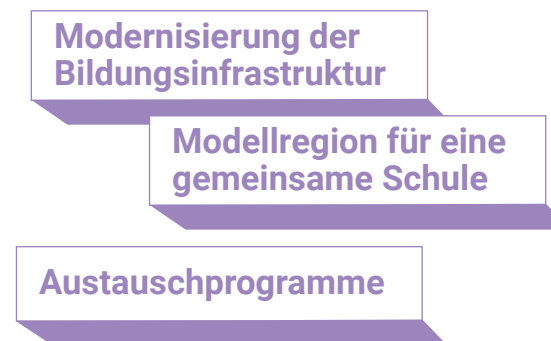 Modernisierung der
Bildungsinfrastruktur
Modellregion für eine
gemeinsame Schule
Austauschprogramme